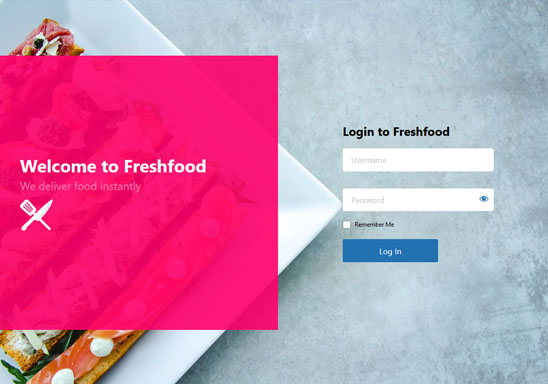 Welcome to Freshfood
We deliver food instantly
Login to Freshfood
Username
Password
Remember Me
Log In